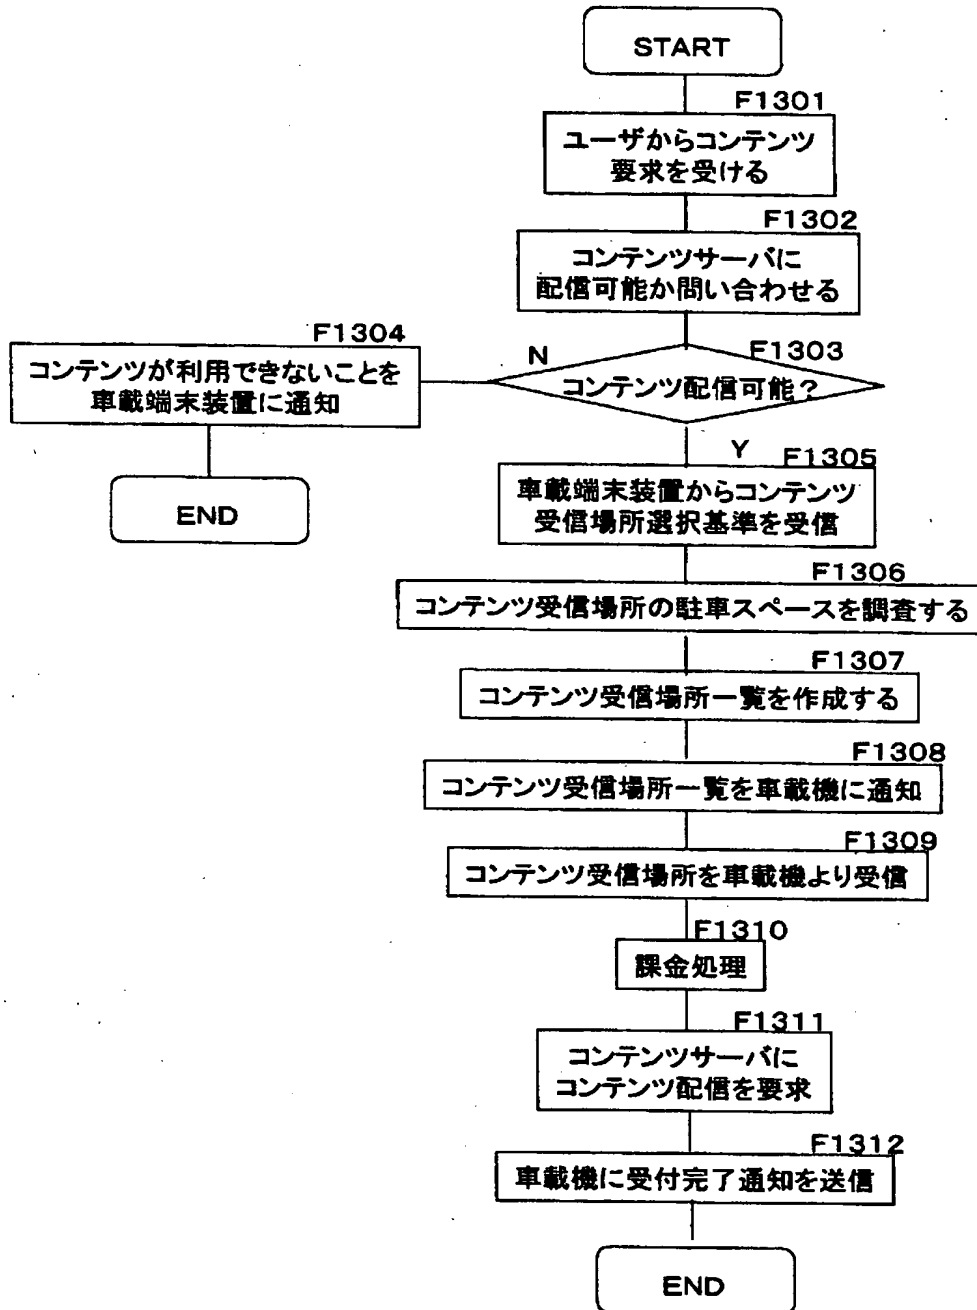 START
F1301
ユーザからコンテンツ
要求を受ける
F1302
コンテンツサーバに
配信可能か問い合わせる
F1303
コンテンツ配信可能？
N
F1304
コンテンツが利用できないことを
車載端末装置に通知
END
Y
F1305
車載端末装置からコンテンツ
受信場所選択基準を受信
F1306
コンテンツ受信場所の駐車スペースを調査する
F1307
コンテンツ受信場所一覧を作成する
F1308
コンテンツ受信場所一覧を車載機に通知
F1309
コンテンツ受信場所を車載機より受信
F1310
課金処理
F1311
コンテンツサーバに
コンテンツ配信を要求
F1312
車載機に受付完了通知を送信
END